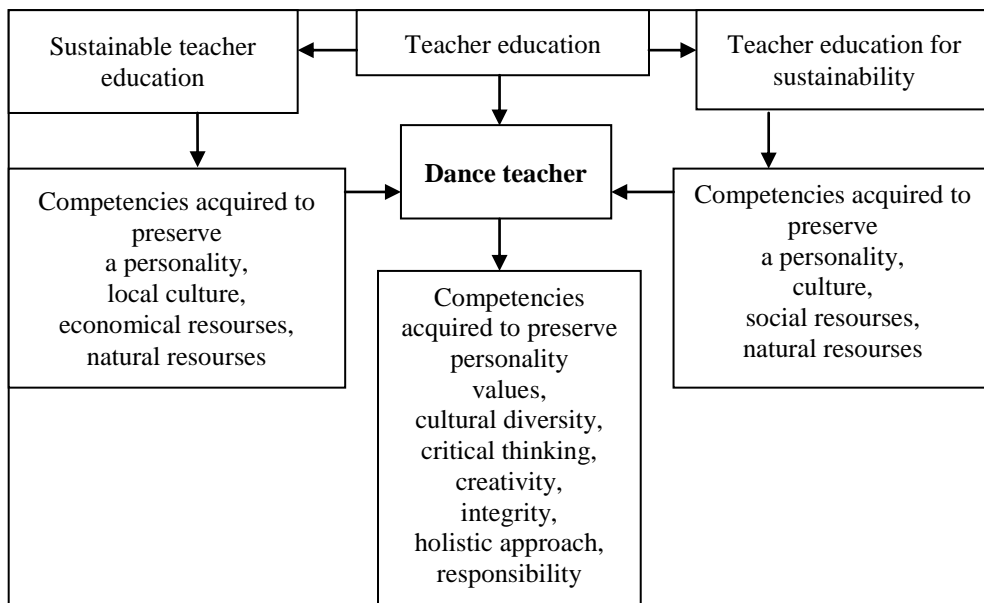 Sustainable teacher
education
Teacher education
Teacher education for
sustainability
Dance teacher
Competencies acquired to
preserve
a personality,
local culture,
economical resourses,
natural resourses
Competencies
acquired to preserve
personality
values,
cultural diversity,
critical thinking,
creativity,
integrity,
holistic approach,
responsibility
Competencies acquired to
preserve
a personality,
culture,
social resourses,
natural resourses